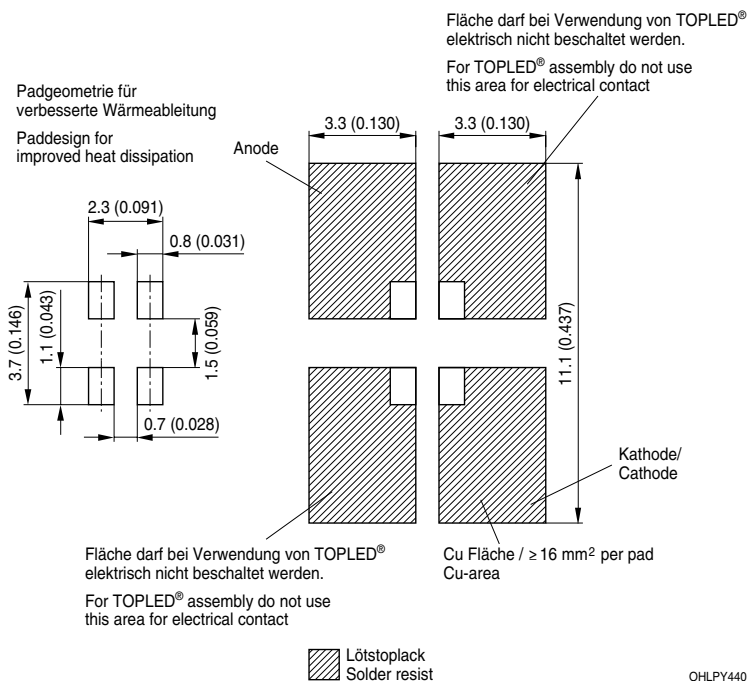 Fläche darf bei Verwendung von TOPLED®
elektrisch nicht beschaltet werden.
For TOPLED® assembly do not use
this area for electrical contact
Padgeometrie für
verbesserte Wärmeableitung
Paddesign for
improved heat dissipation
3.3 (0.130)
3.3 (0.130)
Anode
2.3 (0.091)
0.8 (0.031)
3.7 (0.146)
1.1 (0.043)
1.5 (0.059)
11.1 (0.437)
0.7 (0.028)
Kathode/
Cathode
Fläche darf bei Verwendung von TOPLED®
elektrisch nicht beschaltet werden.
For TOPLED® assembly do not use
this area for electrical contact
Cu Fläche / ≥ 16 mm² per pad
Cu-area
Lötstoplack
Solder resist
OHLPY440